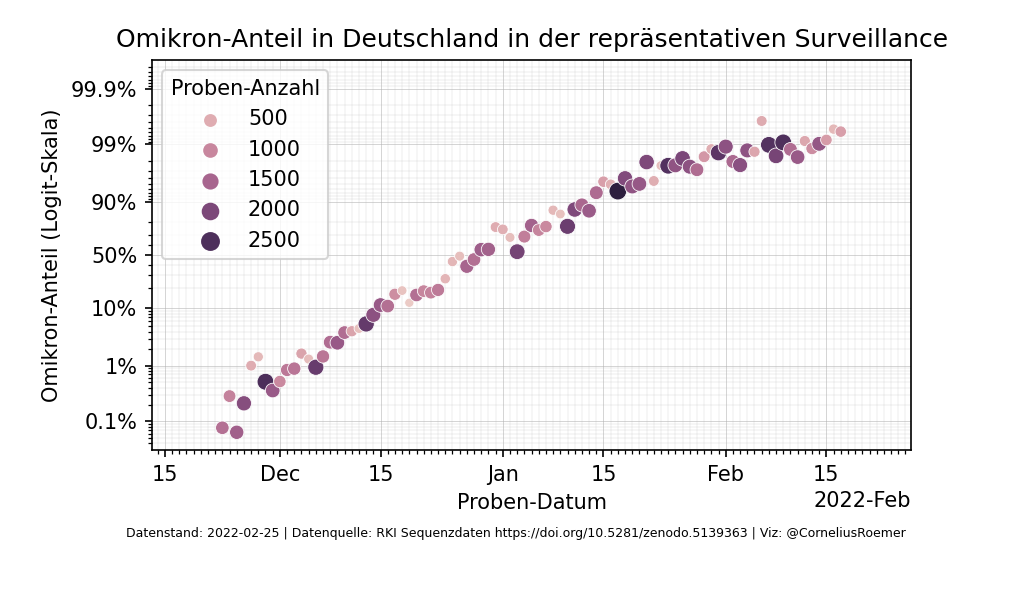 Omikron-Anteil in Deutschland in der repräsentativen Surveillance
Omikron-Anteil (Logit-Skala)
99.9%
99%
90%
50%
10%
1%
0.1%
Proben-Anzahl
500
1000
1500
2000
2500
15 Dec 15 Jan 15 Feb 15
Proben-Datum
2022-Feb
Datenstand: 2022-02-25 | Datenquelle: RKI Sequenzdaten https://doi.org/10.5281/zenodo.5139363 | Viz: @CorneliusRoemer